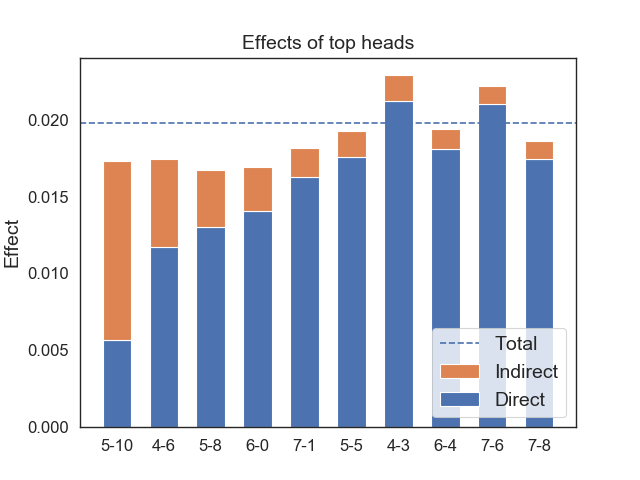 Effects of top heads
Effect
0.020
0.015
0.010
0.005
0.000
Total
Indirect
Direct
5-10 4-6 5-8 6-0 7-1 5-5 4-3 6-4 7-6 7-8